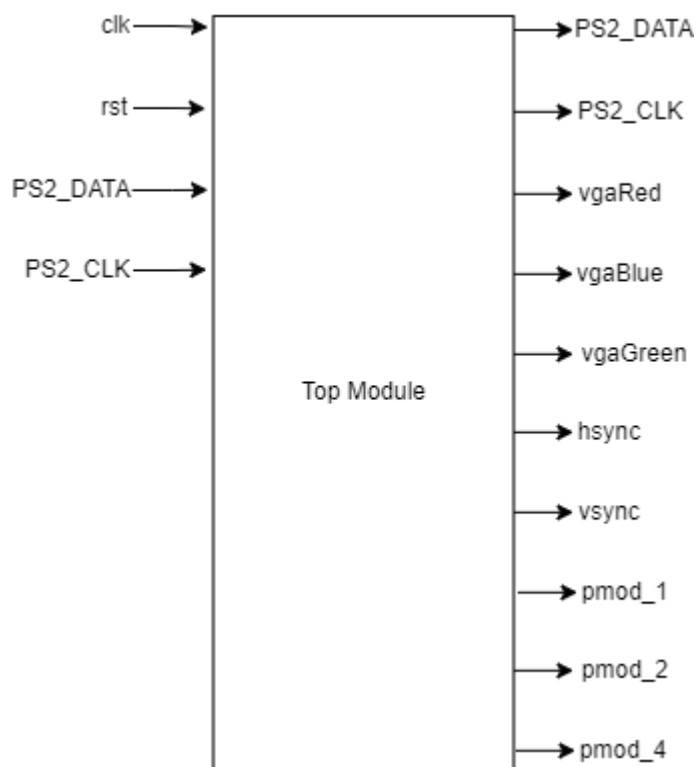 clk
rst
PS2_DATA
PS2_CLK
Top Module
PS2_DATA
PS2_CLK
vgaRed
vgaBlue
vgaGreen
hsync
vsync
pmod_1
pmod_2
pmod_4